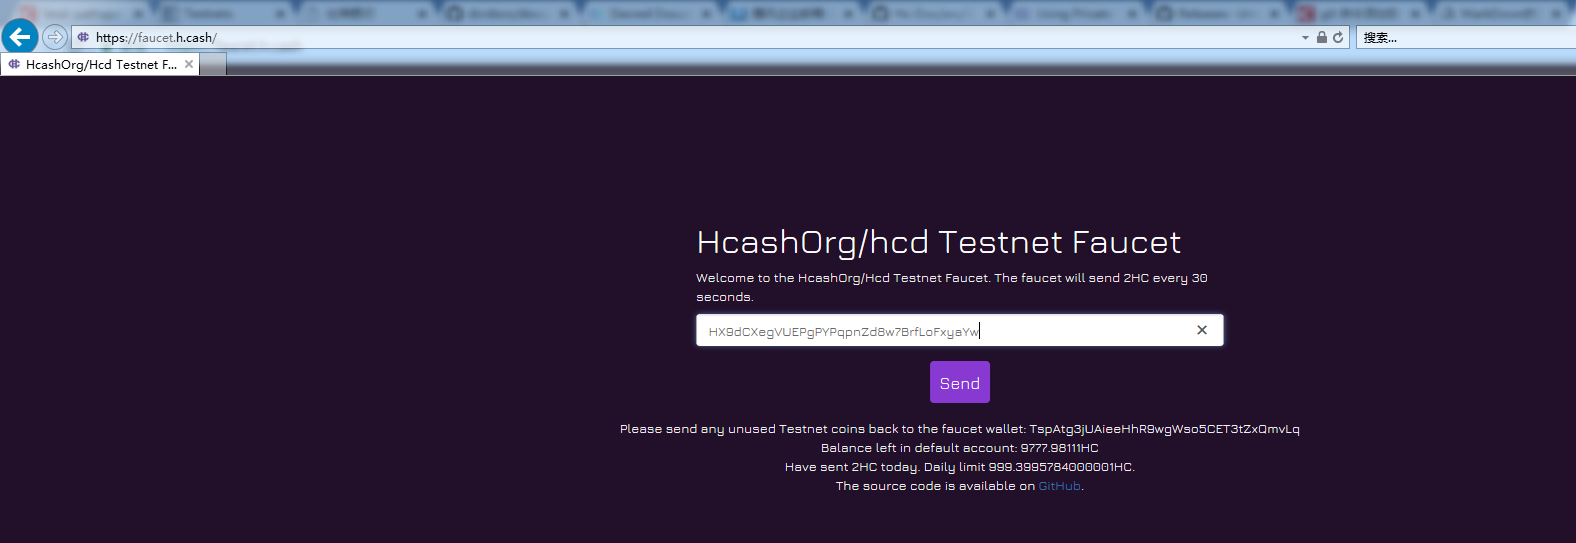 Testnets
https://faucet.h.cash/
搜索...
HcashOrg/Hcd Testnet F...
HcashOrg/hcd Testnet Faucet
Welcome to the HcashOrg/Hcd Testnet Faucet. The faucet will send 2HC every 30
seconds.
HX9dCXegVUEPgPYPqpnZd8w7BrfLoFxyaYw
Send
Please send any unused Testnet coins back to the faucet wallet: TspAtg3jUAieeHhR9wgWso5CET3tZxQmvLq
Balance left in default account: 9777.98111HC
Have sent 2HC today. Daily limit 999.3995784000001HC.
The source code is available on GitHub.